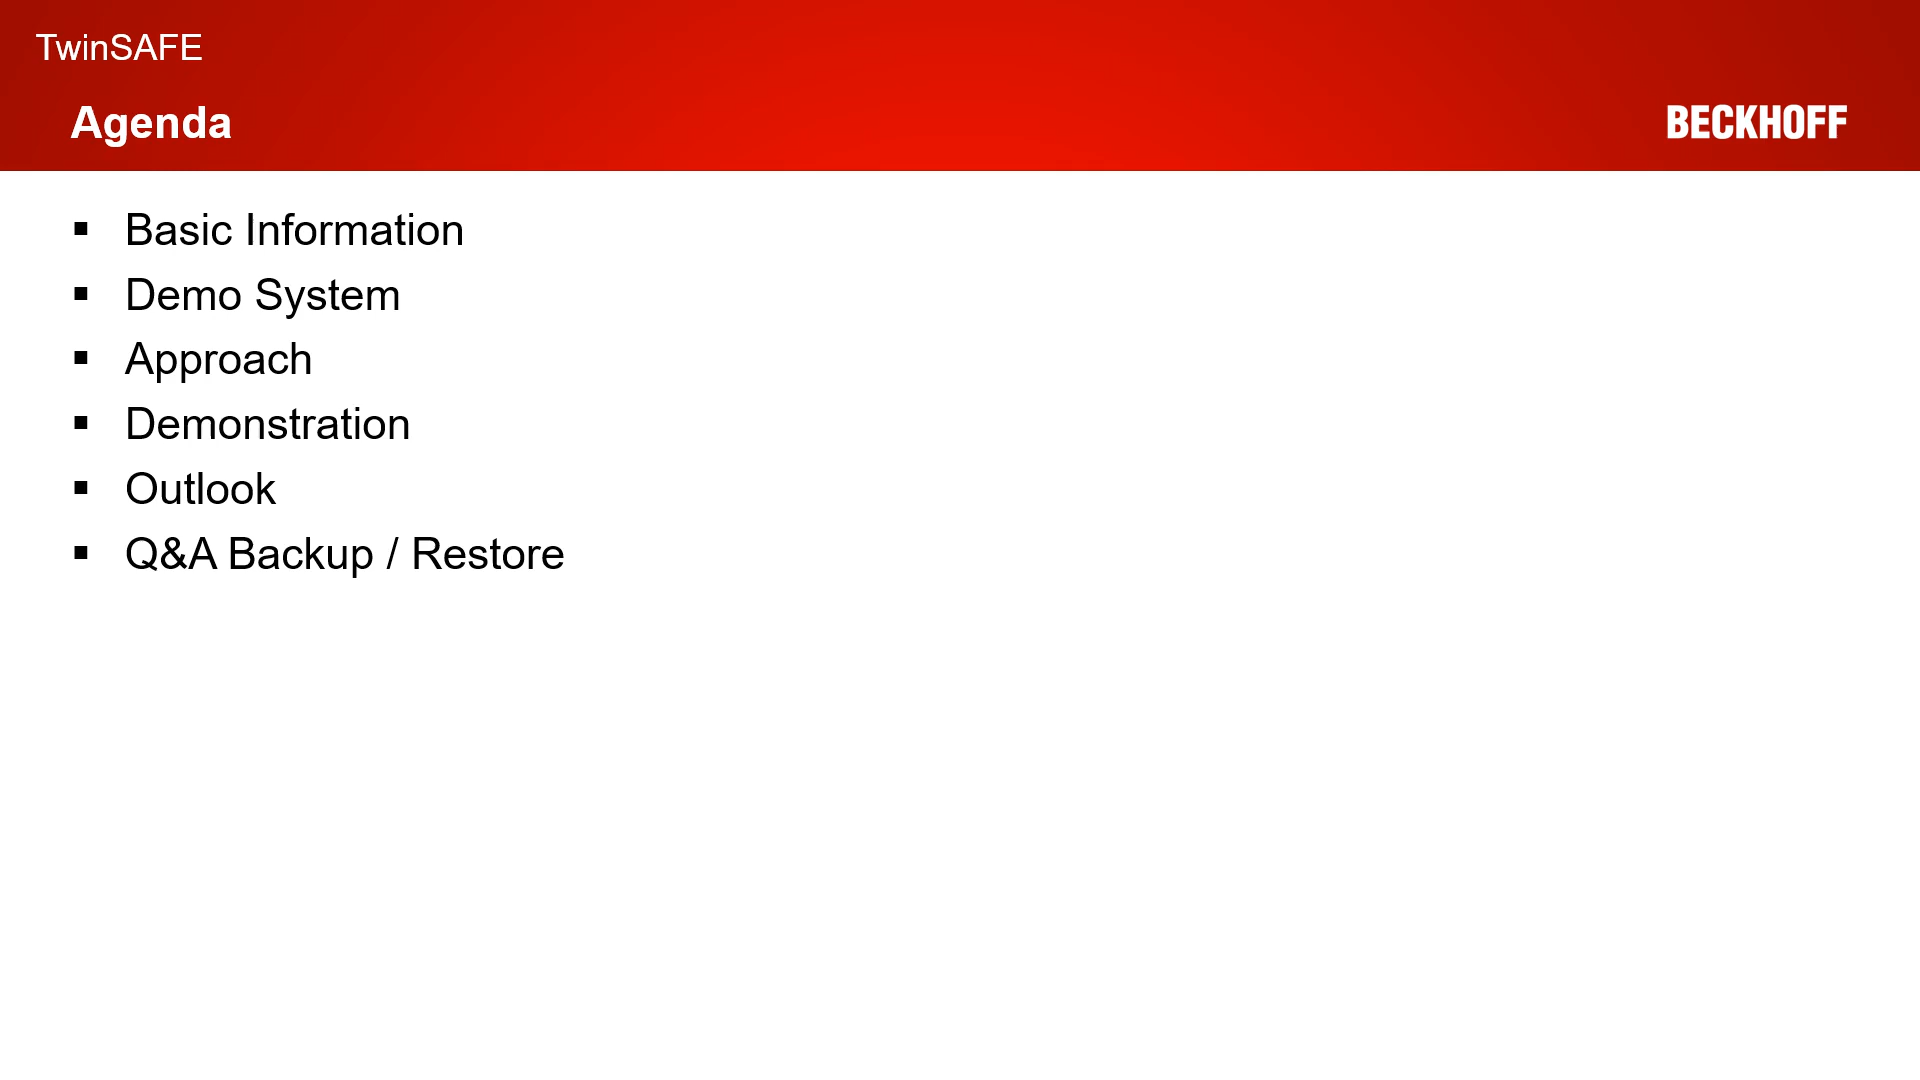 TwinSAFE
Agenda
BECKHOFF
▪ Basic Information
▪ Demo System
▪ Approach
▪ Demonstration
▪ Outlook
▪ Q&A Backup / Restore